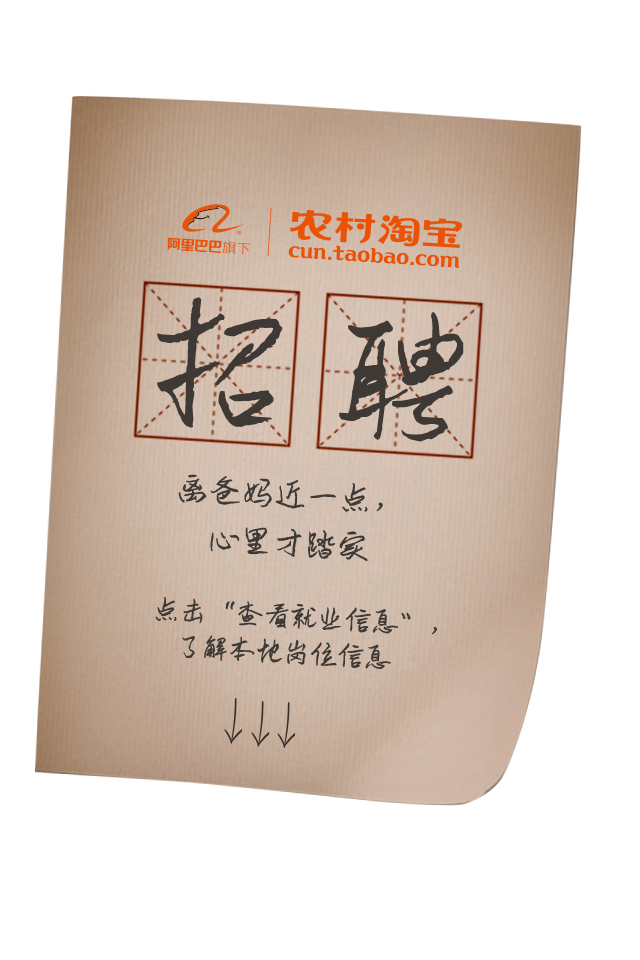 阿里巴巴旗下
农村淘宝
cun.taobao.com
招聘
离爸妈近一点，
心里才踏实
点击“查看就业信息”，
了解本地岗位信息